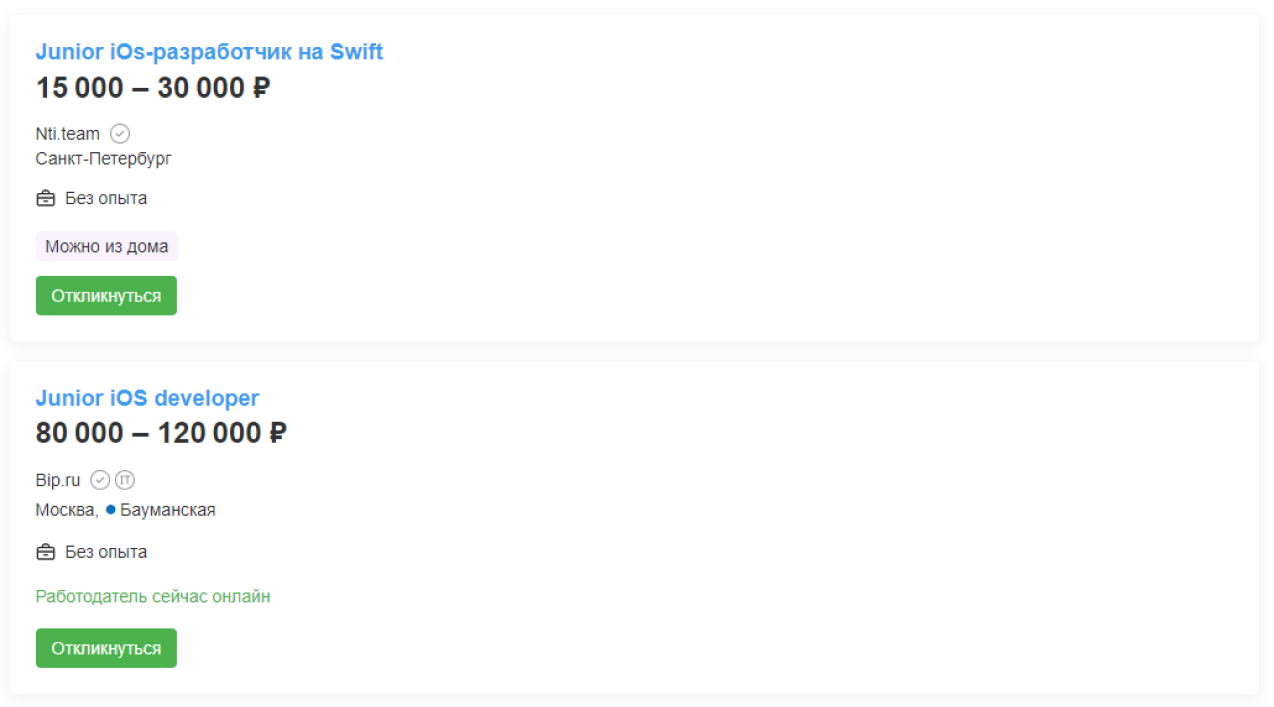 Junior iOs-разработчик на Swift
15 000 – 30 000 ₽
Nti.team
Санкт-Петербург
Без опыта
Можно из дома
Откликнуться
Junior iOS developer
80 000 – 120 000 ₽
Bip.ru IT
Москва, Бауманская
Без опыта
Работодатель сейчас онлайн
Откликнуться